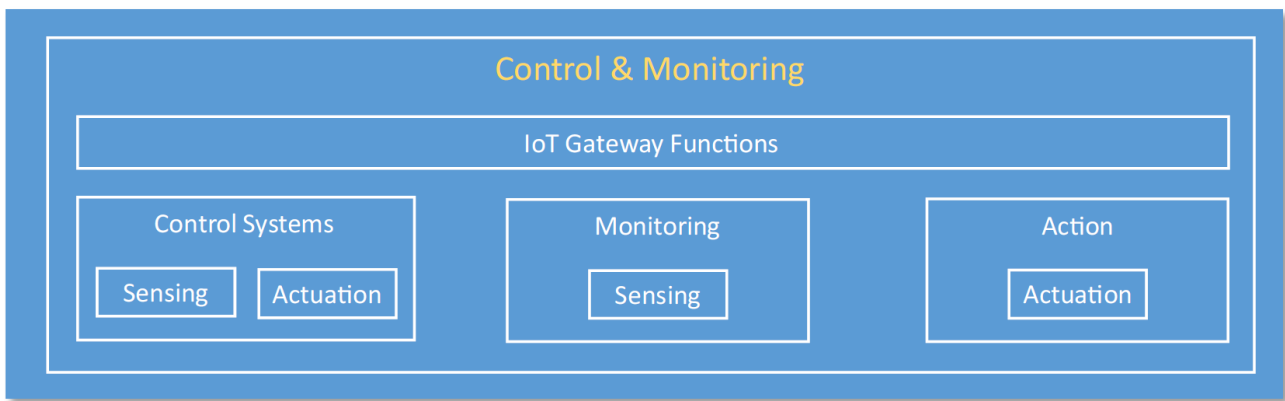 Control & Monitoring
IoT Gateway Functions
Control Systems
Sensing
Actuation
Monitoring
Sensing
Action
Actuation